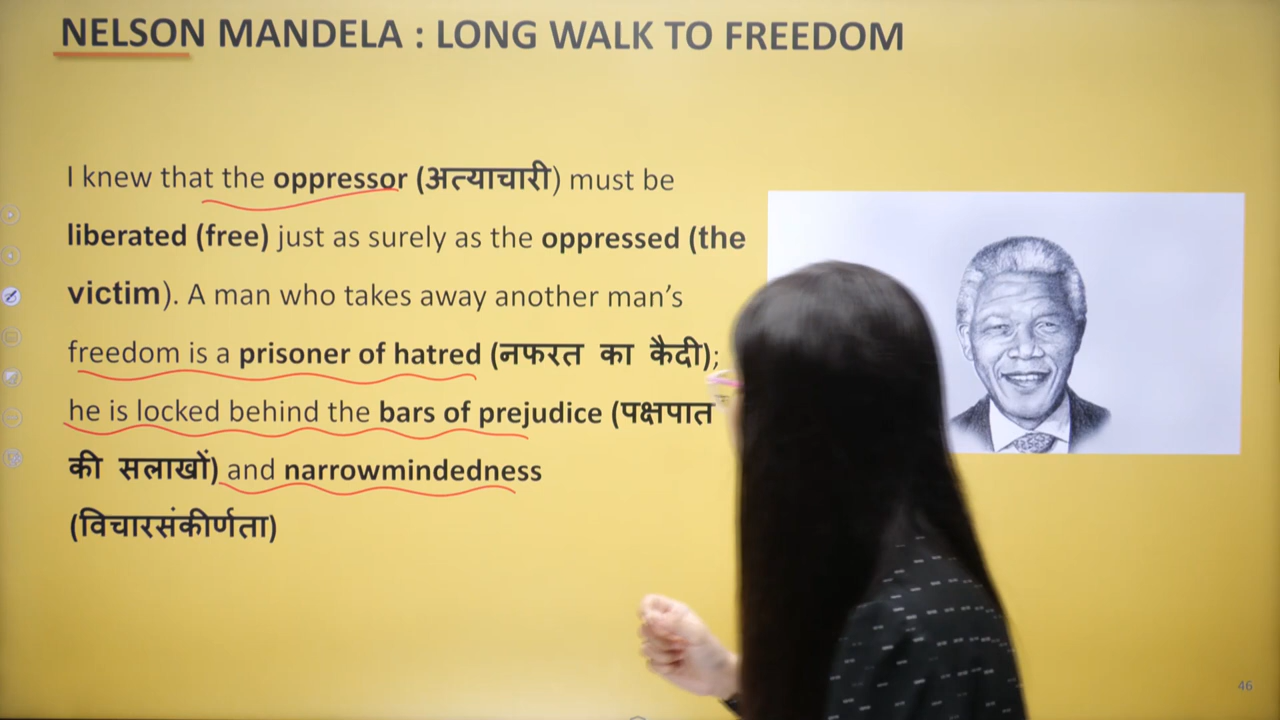 NELSON MANDELA : LONG WALK TO FREEDOM
I knew that the oppressor (अत्याचारी) must be
liberated (free) just as surely as the oppressed (the
victim). A man who takes away another man's
freedom is a prisoner of hatred (नफरत का कैदी);
he is locked behind the bars of prejudice (पक्षपात
की सलाखों) and narrowmindedness
(विचारसंकीर्णता)
46